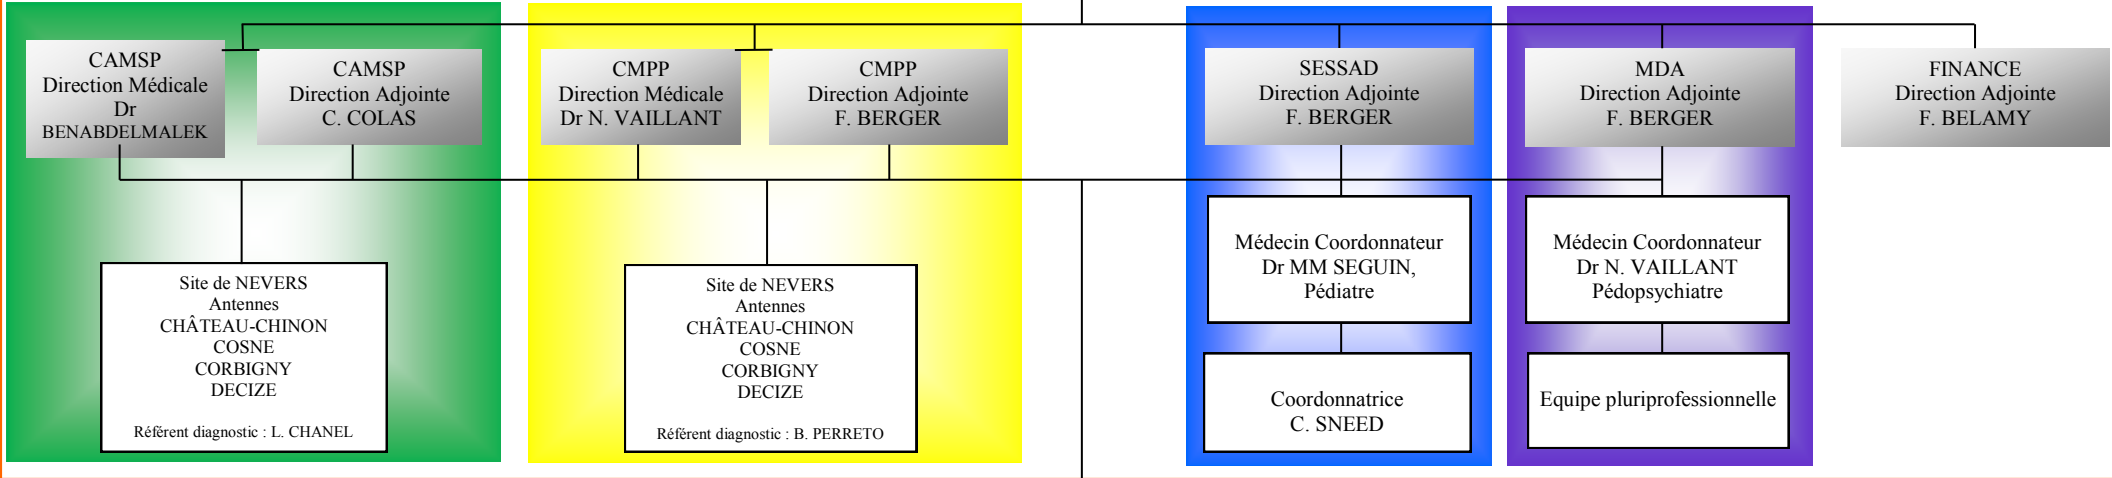 CAMSP
Direction Médicale
Dr
BENABDELMALEK
CAMSP
Direction Adjointe
C. COLAS
CMPP
Direction Médicale
Dr N. VAILLANT
CMPP
Direction Adjointe
F. BERGER
SESSAD
Direction Adjointe
F. BERGER
MDA
Direction Adjointe
F. BERGER
FINANCE
Direction Adjointe
F. BELAMY
Site de NEVERS
Antennes
CHÂTEAU-CHINON
COSNE
CORBIGNY
DECIZE
Référent diagnostic : L. CHANEL
Site de NEVERS
Antennes
CHÂTEAU-CHINON
COSNE
CORBIGNY
DECIZE
Référent diagnostic : B. PERRETO
Médecin Coordonnateur
Dr MM SEGUIN,
Pédiatre
Coordonnatrice
C. SNEED
Médecin Coordonnateur
Dr N. VAILLANT
Pédopsychiatre
Equipe pluriprofessionnelle